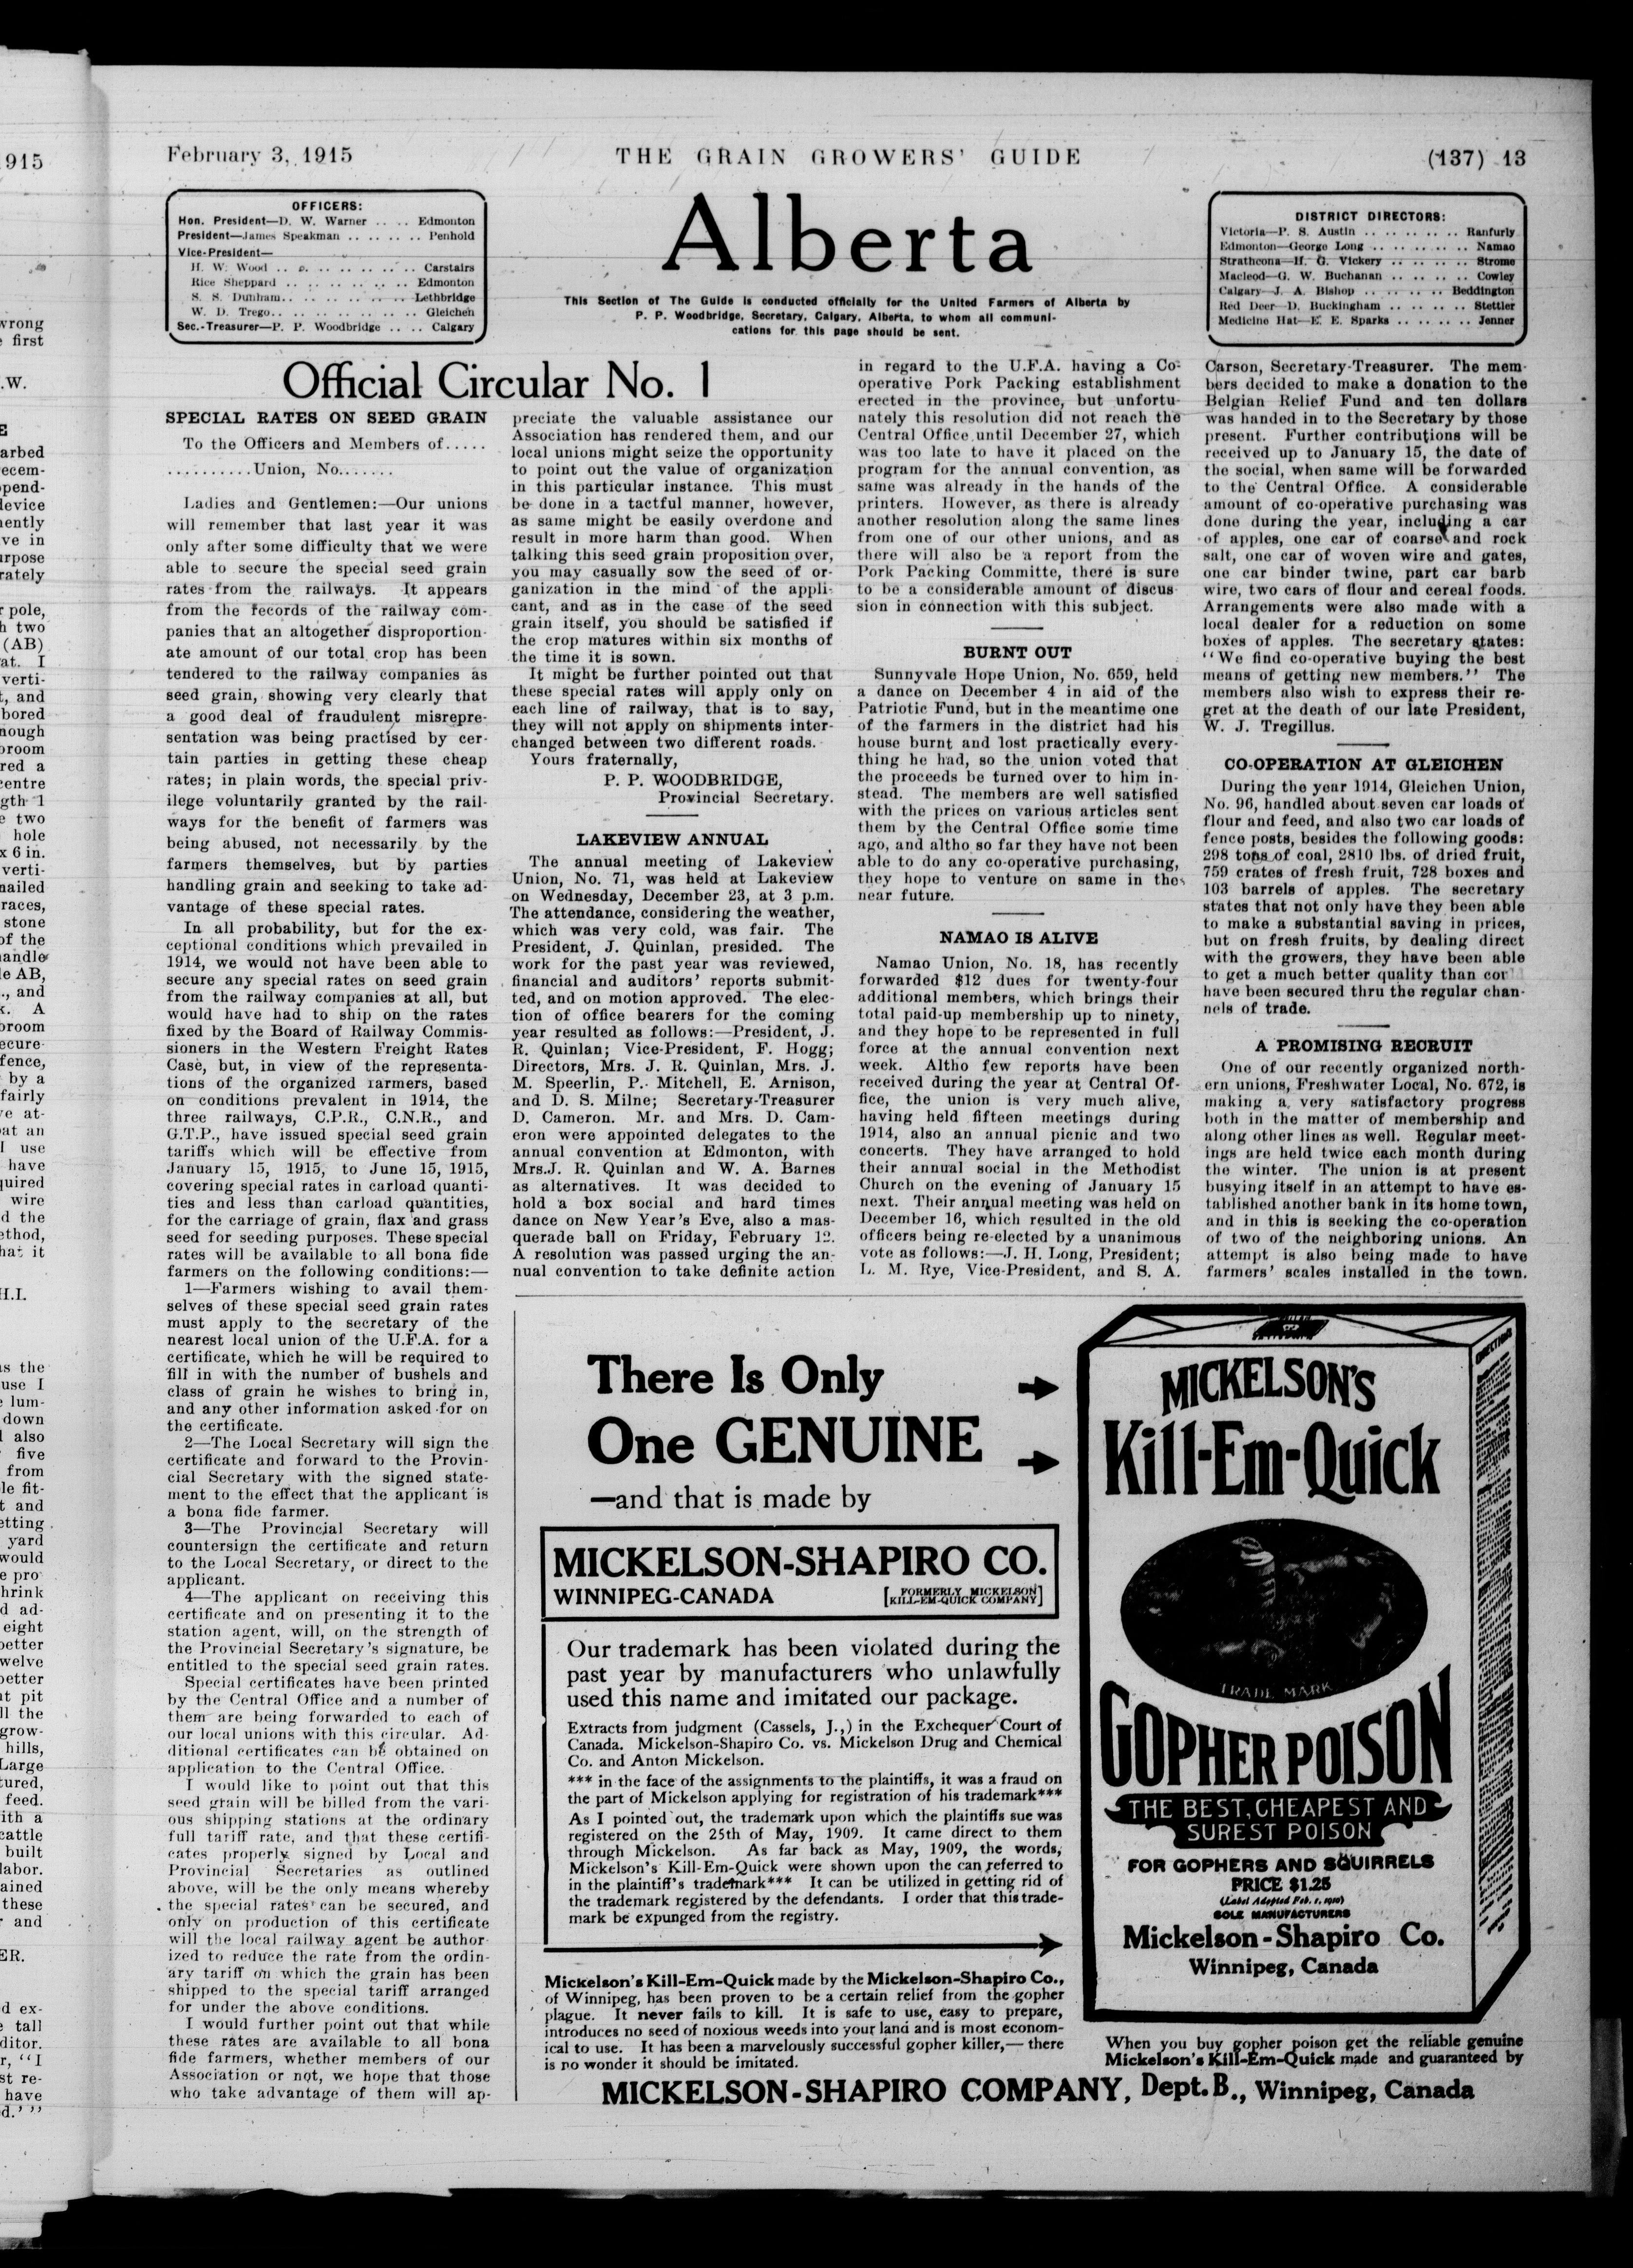 February 3, 1915
THE GRAIN GROWERS' GUIDE
(137) 13
OFFICERS:
Hon. President—D. W. Warner .. .. Edmonton
President—James Speakman .. .. .. .. Penhold
Vice-President—
H. W. Wood .. .. .. .. .. .. .. Carstairs
Rice Sheppard .. .. .. .. .. .. Edmonton
S. S. Dunham.. .. .. .. .. .. .. Lethbridge
W. D. Trego.. .. .. .. .. .. .. .. Gleichen
Sec.-Treasurer—P. P. Woodbridge .. .. Calgary
Alberta
This Section of The Guide is conducted officially for the United Farmers of Alberta by
P. P. Woodbridge, Secretary, Calgary, Alberta, to whom all communi-
cations for this page should be sent.
DISTRICT DIRECTORS:
Victoria—P. S. Austin .. .. .. .. .. Ranfurly
Edmonton—George Long .. .. .. .. .. Namao
Strathcona—H. G. Vickery .. .. .. .. Strome
Macleod—G. W. Buchanan .. .. .. .. Cowley
Calgary—J. A. Bishop .. .. .. .. Beddington
Red Deer—D. Buckingham .. .. .. .. Stettler
Medicine Hat—E. E. Sparks .. .. .. .. Jenner
Official Circular No. 1
SPECIAL RATES ON SEED GRAIN
To the Officers and Members of.....
..........Union, No.......
Ladies and Gentlemen:—Our unions
will remember that last year it was
only after some difficulty that we were
able to secure the special seed grain
rates from the railways. It appears
from the records of the railway com-
panies that an altogether disproportion-
ate amount of our total crop has been
tendered to the railway companies as
seed grain, showing very clearly that
a good deal of fraudulent misrepre-
sentation was being practised by cer-
tain parties in getting these cheap
rates; in plain words, the special priv-
ilege voluntarily granted by the rail-
ways for the benefit of farmers was
being abused, not necessarily by the
farmers themselves, but by parties
handling grain and seeking to take ad-
vantage of these special rates.
In all probability, but for the ex-
ceptional conditions which prevailed in
1914, we would not have been able to
secure any special rates on seed grain
from the railway companies at all, but
would have had to ship on the rates
fixed by the Board of Railway Commis-
sioners in the Western Freight Rates
Case, but, in view of the representa-
tions of the organized farmers, based
on conditions prevalent in 1914, the
three railways, C.P.R., C.N.R., and
G.T.P., have issued special seed grain
tariffs which will be effective from
January 15, 1915, to June 15, 1915,
covering special rates in carload quanti-
ties and less than carload quantities,
for the carriage of grain, flax and grass
seed for seeding purposes. These special
rates will be available to all bona fide
farmers on the following conditions:—
1—Farmers wishing to avail them-
selves of these special seed grain rates
must apply to the secretary of the
nearest local union of the U.F.A. for a
certificate, which he will be required to
fill in with the number of bushels and
class of grain he wishes to bring in,
and any other information asked for on
the certificate.
2—The Local Secretary will sign the
certificate and forward to the Provin-
cial Secretary with the signed state-
ment to the effect that the applicant is
a bona fide farmer.
3—The Provincial Secretary will
countersign the certificate and return
to the Local Secretary, or direct to the
applicant.
4—The applicant on receiving this
certificate and on presenting it to the
station agent, will, on the strength of
the Provincial Secretary's signature, be
entitled to the special seed grain rates.
Special certificates have been printed
by the Central Office and a number of
them are being forwarded to each of
our local unions with this circular. Ad-
ditional certificates can be obtained on
application to the Central Office.
I would like to point out that this
seed grain will be billed from the vari-
ous shipping stations at the ordinary
full tariff rate, and that these certifi-
cates properly signed by Local and
Provincial Secretaries as outlined
above, will be the only means whereby
the special rates can be secured, and
only on production of this certificate
will the local railway agent be author-
ized to reduce the rate from the ordin-
ary tariff on which the grain has been
shipped to the special tariff arranged
for under the above conditions.
I would further point out that while
these rates are available to all bona
fide farmers, whether members of our
Association or not, we hope that those
who take advantage of them will ap-
preciate the valuable assistance our
Association has rendered them, and our
local unions might seize the opportunity
to point out the value of organization
in this particular instance. This must
be done in a tactful manner, however,
as same might be easily overdone and
result in more harm than good. When
talking this seed grain proposition over,
you may casually sow the seed of or-
ganization in the mind of the appli-
cant, and as in the case of the seed
grain itself, you should be satisfied if
the crop matures within six months of
the time it is sown.
It might be further pointed out that
these special rates will apply only on
each line of railway, that is to say,
they will not apply on shipments inter-
changed between two different roads.
Yours fraternally,
P. P. WOODBRIDGE,
Provincial Secretary.
LAKEVIEW ANNUAL
The annual meeting of Lakeview
Union, No. 71, was held at Lakeview
on Wednesday, December 23, at 3 p.m.
The attendance, considering the weather,
which was very cold, was fair. The
President, J. Quinlan, presided. The
work for the past year was reviewed,
financial and auditors' reports submit-
ted, and on motion approved. The elec-
tion of office bearers for the coming
year resulted as follows:—President, J.
R. Quinlan; Vice-President, F. Hogg;
Directors, Mrs. J. R. Quinlan, Mrs. J.
M. Speerlin, P. Mitchell, E. Arnison,
and D. S. Milne; Secretary-Treasurer
D. Cameron. Mr. and Mrs. D. Cam-
eron were appointed delegates to the
annual convention at Edmonton, with
Mrs.J. R. Quinlan and W. A. Barnes
as alternatives. It was decided to
hold a box social and hard times
dance on New Year's Eve, also a mas-
querade ball on Friday, February 12.
A resolution was passed urging the an-
nual convention to take definite action
in regard to the U.F.A. having a Co-
operative Pork Packing establishment
erected in the province, but unfortu-
nately this resolution did not reach the
Central Office until December 27, which
was too late to have it placed on the
program for the annual convention, as
same was already in the hands of the
printers. However, as there is already
another resolution along the same lines
from one of our other unions, and as
there will also be a report from the
Pork Packing Committe, there is sure
to be a considerable amount of discus-
sion in connection with this subject.
BURNT OUT
Sunnyvale Hope Union, No. 659, held
a dance on December 4 in aid of the
Patriotic Fund, but in the meantime one
of the farmers in the district had his
house burnt and lost practically every-
thing he had, so the union voted that
the proceeds be turned over to him in-
stead. The members are well satisfied
with the prices on various articles sent
them by the Central Office some time
ago, and altho so far they have not been
able to do any co-operative purchasing,
they hope to venture on same in the
near future.
NAMAO IS ALIVE
Namao Union, No. 18, has recently
forwarded $12 dues for twenty-four
additional members, which brings their
total paid-up membership up to ninety,
and they hope to be represented in full
force at the annual convention next
week. Altho few reports have been
received during the year at Central Of-
fice, the union is very much alive,
having held fifteen meetings during
1914, also an annual picnic and two
concerts. They have arranged to hold
their annual social in the Methodist
Church on the evening of January 15
next. Their annual meeting was held on
December 16, which resulted in the old
officers being re-elected by a unanimous
vote as follows:—J. H. Long, President;
L. M. Rye, Vice-President, and S. A.
Carson, Secretary-Treasurer. The mem-
bers decided to make a donation to the
Belgian Relief Fund and ten dollars
was handed in to the Secretary by those
present. Further contributions will be
received up to January 15, the date of
the social, when same will be forwarded
to the Central Office. A considerable
amount of co-operative purchasing was
done during the year, including a car
of apples, one car of coarse and rock
salt, one car of woven wire and gates,
one car binder twine, part car barb
wire, two cars of flour and cereal foods.
Arrangements were also made with a
local dealer for a reduction on some
boxes of apples. The secretary states:
"We find co-operative buying the best
means of getting new members." The
members also wish to express their re-
gret at the death of our late President,
W. J. Tregillus.
CO-OPERATION AT GLEICHEN
During the year 1914, Gleichen Union,
No. 96, handled about seven car loads of
flour and feed, and also two car loads of
fence posts, besides the following goods:
298 tons of coal, 2810 lbs. of dried fruit,
759 crates of fresh fruit, 728 boxes and
103 barrels of apples. The secretary
states that not only have they been able
to make a substantial saving in prices,
but on fresh fruits, by dealing direct
with the growers, they have been able
to get a much better quality than co
have been secured thru the regular chan-
nels of trade.
A PROMISING RECRUIT
One of our recently organized north-
ern unions, Freshwater Local, No. 672, is
making a very satisfactory progress
both in the matter of membership and
along other lines as well. Regular meet-
ings are held twice each month during
the winter. The union is at present
busying itself in an attempt to have es-
tablished another bank in its home town,
and in this is seeking the co-operation
of two of the neighboring unions. An
attempt is also being made to have
farmers' scales installed in the town.
There Is Only
One GENUINE
—and that is made by
MICKELSON-SHAPIRO CO.
WINNIPEG-CANADA
[FORMERLY MICKELSON
KILL-EM-QUICK COMPANY]
Our trademark has been violated during the
past year by manufacturers who unlawfully
used this name and imitated our package.
Extracts from judgment (Cassels, J.,) in the Exchequer Court of
Canada. Mickelson-Shapiro Co. vs. Mickelson Drug and Chemical
Co. and Anton Mickelson.
*** in the face of the assignments to the plaintiffs, it was a fraud on
the part of Mickelson applying for registration of his trademark***
As I pointed out, the trademark upon which the plaintiffs sue was
registered on the 25th of May, 1909. It came direct to them
through Mickelson. As far back as May, 1909, the words,
Mickelson's Kill-Em-Quick were shown upon the can referred to
in the plaintiff's trademark*** It can be utilized in getting rid of
the trademark registered by the defendants. I order that this trade-
mark be expunged from the registry.
Mickelson's Kill-Em-Quick made by the Mickelson-Shapiro Co.,
of Winnipeg, has been proven to be a certain relief from the gopher
plague. It never fails to kill. It is safe to use, easy to prepare,
introduces no seed of noxious weeds into your land and is most econom-
ical to use. It has been a marvelously successful gopher killer,— there
is no wonder it should be imitated.
MICKELSON'S
Kill-Em-Quick
TRADE MARK
GOPHER POISON
THE BEST, CHEAPEST AND
SUREST POISON
FOR GOPHERS AND SQUIRRELS
PRICE $1.25
(Label Adopted Feb. 1, 1910)
SOLE MANUFACTURERS
Mickelson-Shapiro Co.
Winnipeg, Canada
DIRECTIONS
When you buy gopher poison get the reliable genuine
Mickelson's Kill-Em-Quick made and guaranteed by
MICKELSON-SHAPIRO COMPANY, Dept. B., Winnipeg, Canada